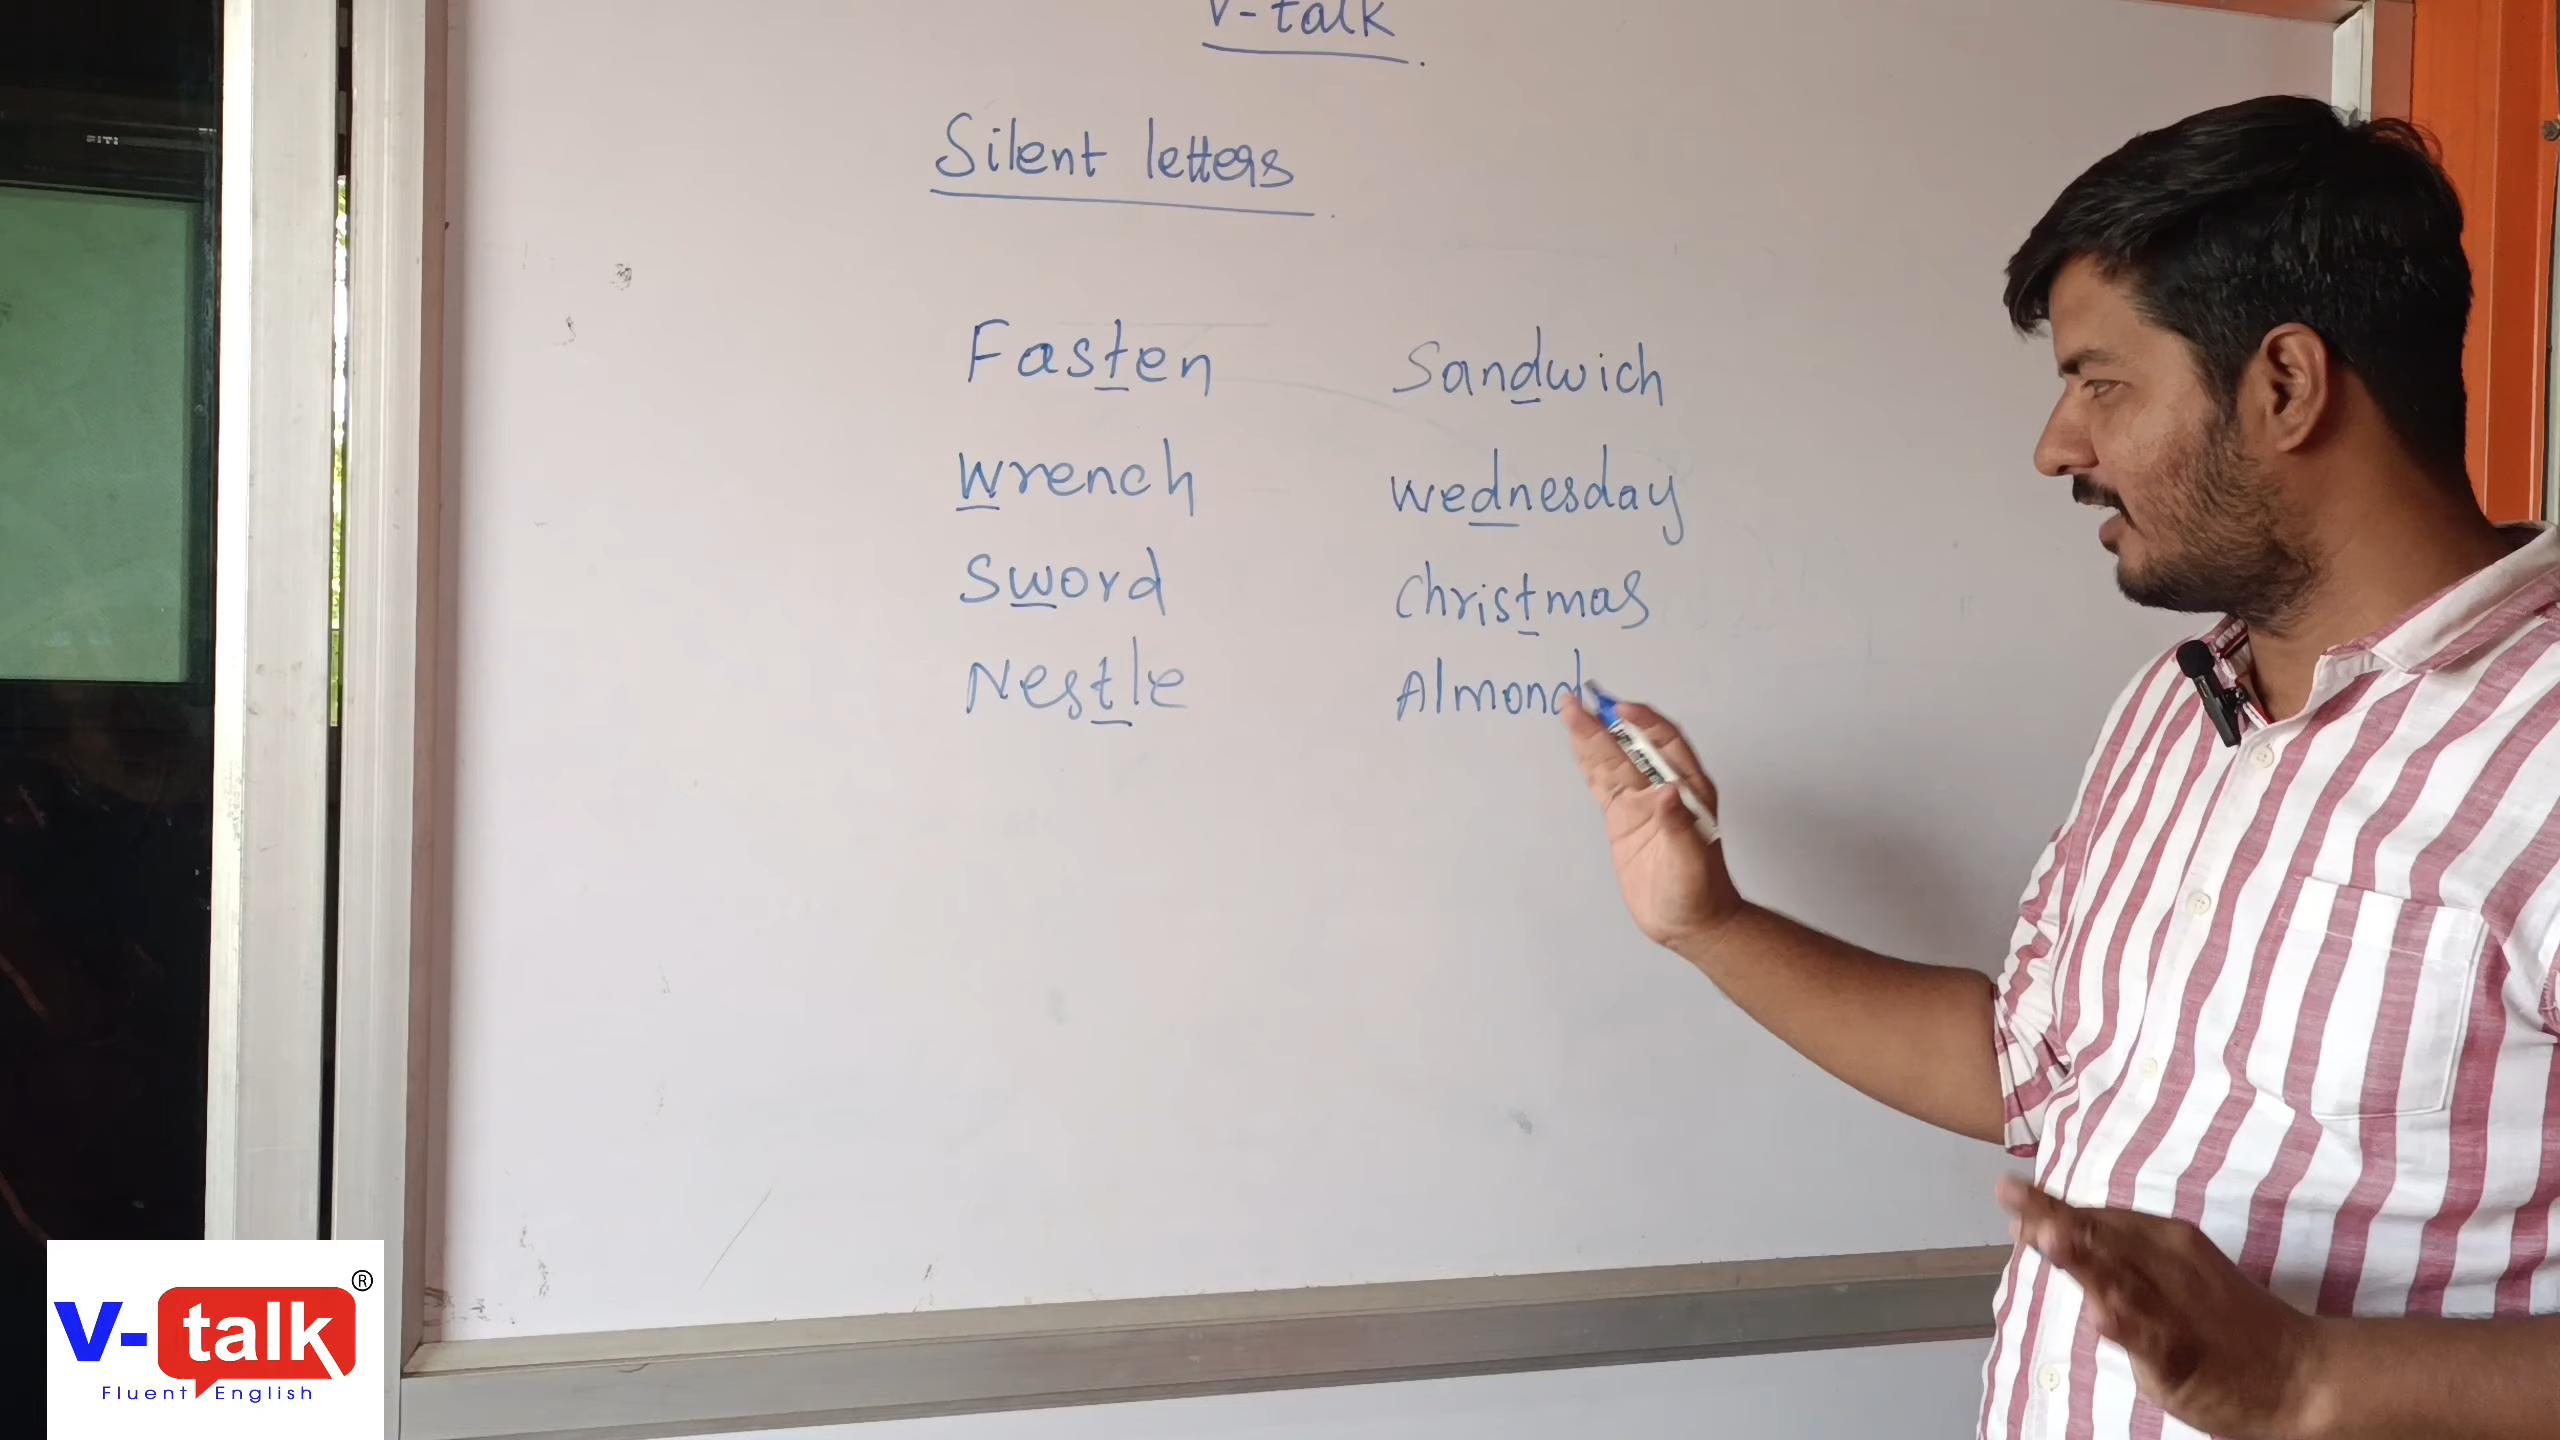 V-talk
Silent letters
Fasten
Wrench
Sword
Nestle
Sandwich
Wednesday
Christmas
Almond
V-talk®
Fluent English